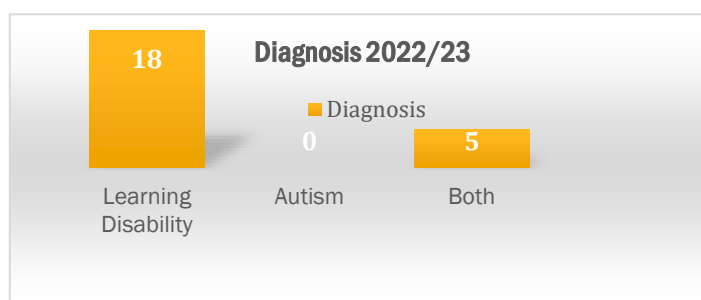 Diagnosis 2022/23
18
Diagnosis
0
5
Learning
Disability
Autism
Both